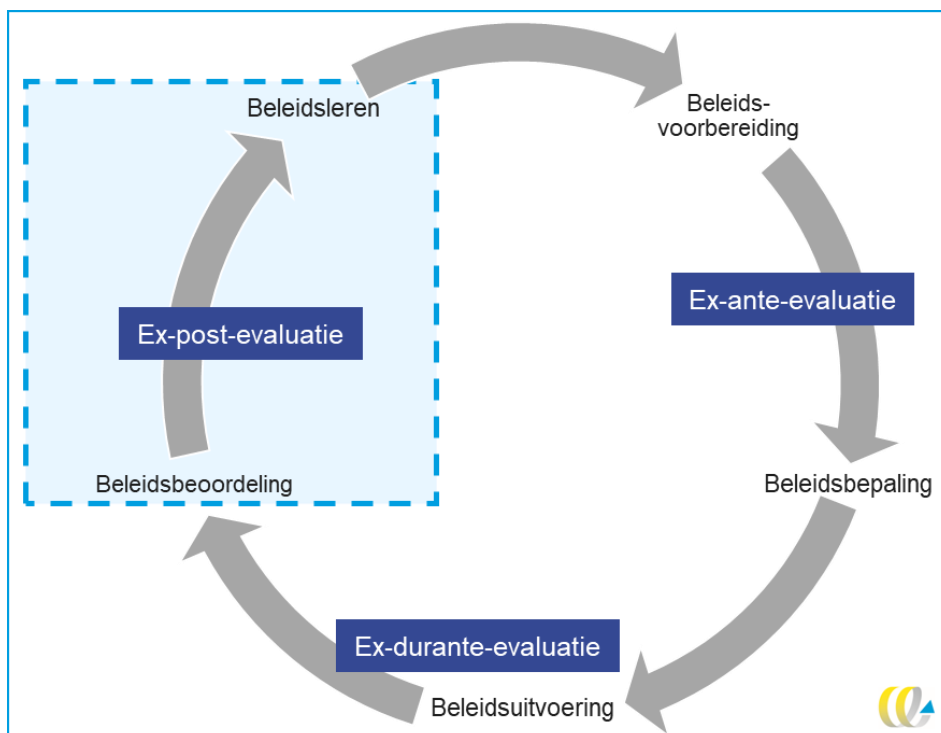 Beleidsleren
Beleids-
voorbereiding
Ex-ante-evaluatie
Ex-post-evaluatie
Beleidsbeoordeling
Beleidsbepaling
Ex-durante-evaluatie
Beleidsuitvoering